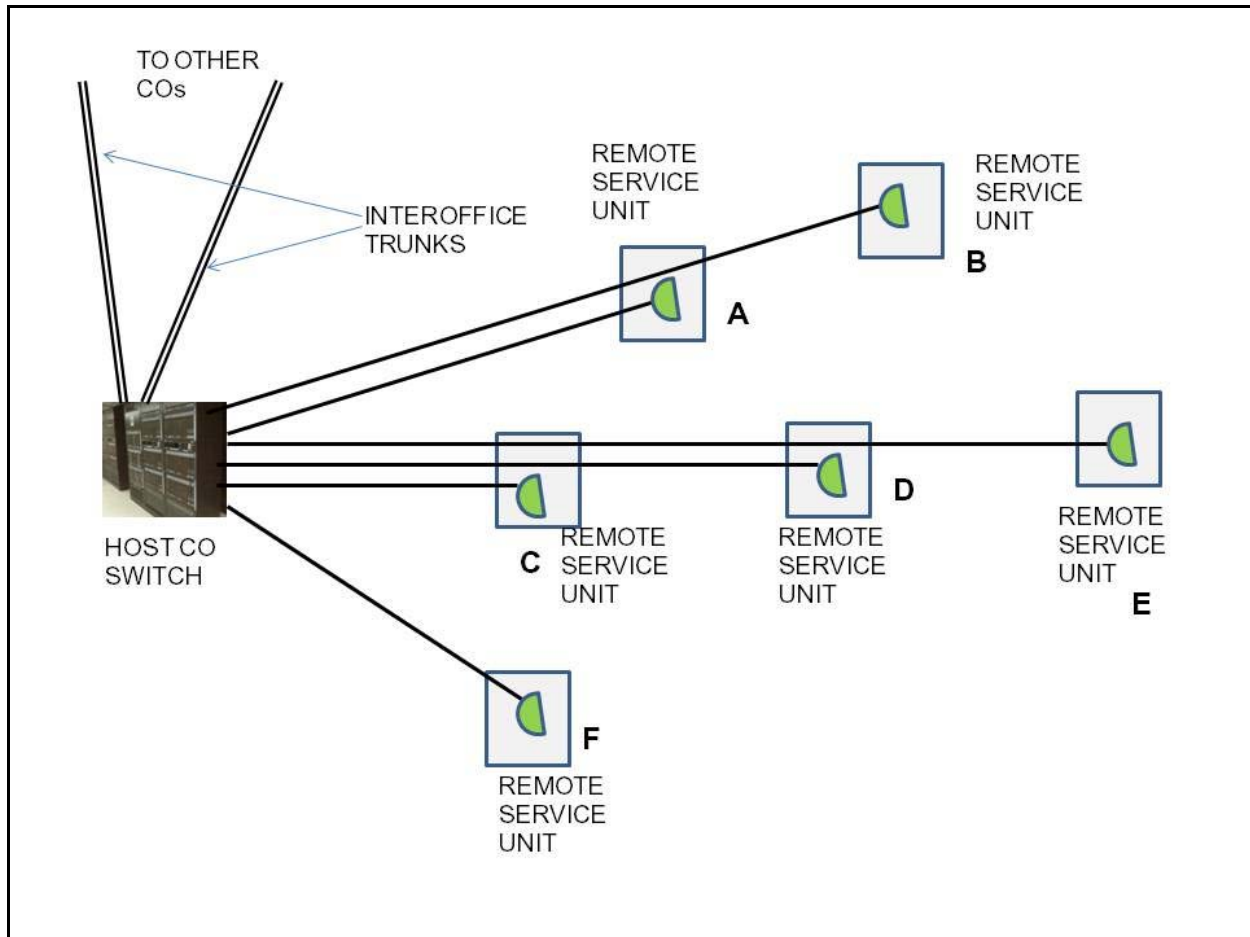 TO OTHER
COs
INTEROFFICE
TRUNKS
REMOTE
SERVICE
UNIT
A
REMOTE
SERVICE
UNIT
B
HOST CO
SWITCH
C
REMOTE
SERVICE
UNIT
D
REMOTE
SERVICE
UNIT
REMOTE
SERVICE
UNIT
E
F
REMOTE
SERVICE
UNIT